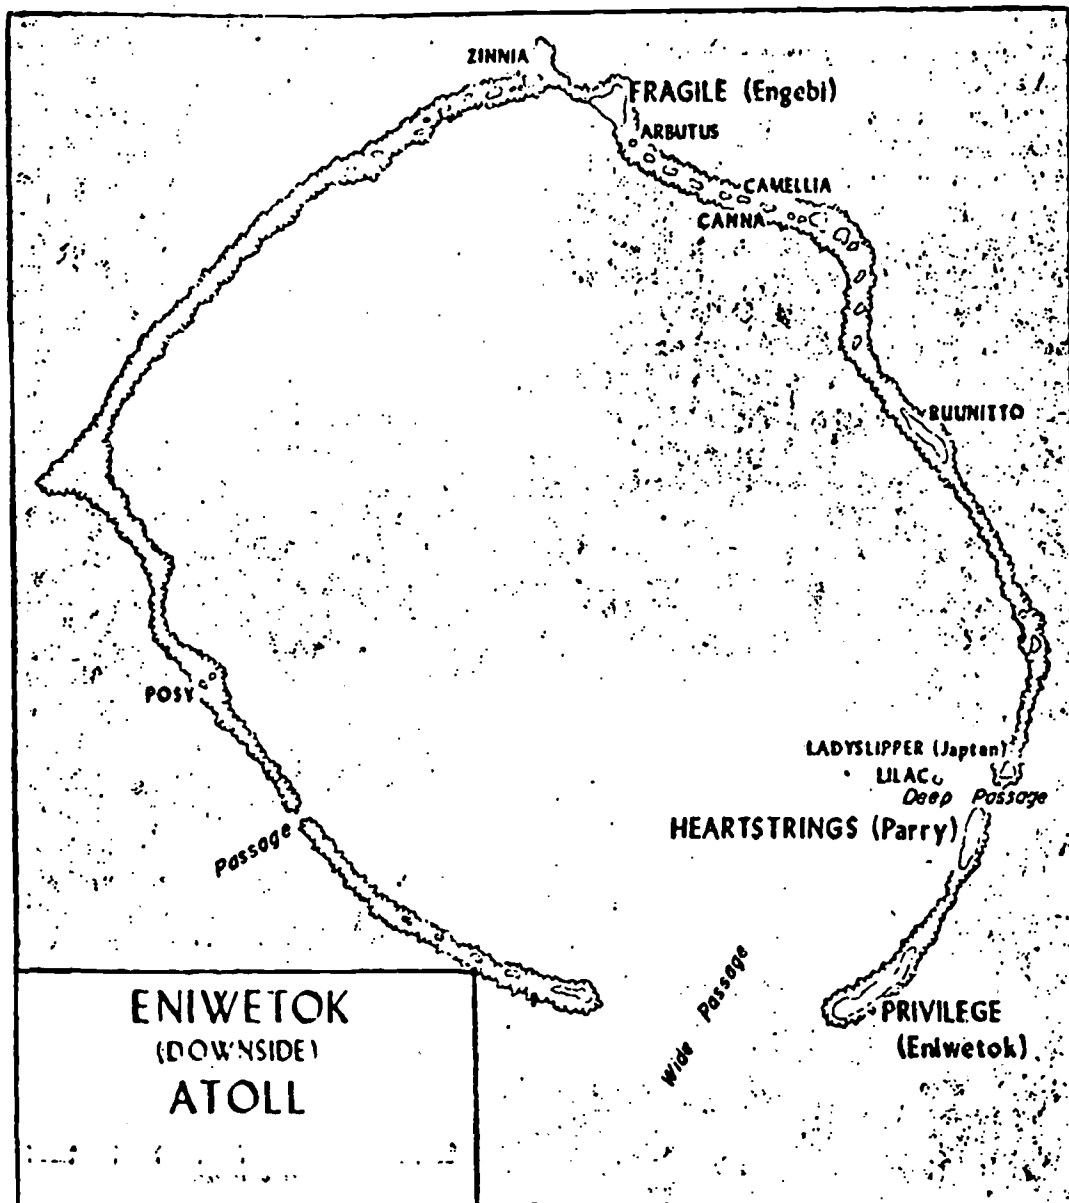 ZINNIA
FRAGILE (Engebi)
ARBUTUS
CAMELLIA
CANNA
RUUNITTO
POSY
LADYSLIPPER (Japtan)
LILAC
Deep Passage
HEARTSTRINGS (Parry)
Passage
Wide Passage
PRIVILEGE
(Eniwetok)
ENIWETOK
(DOWNSIDE)
ATOLL